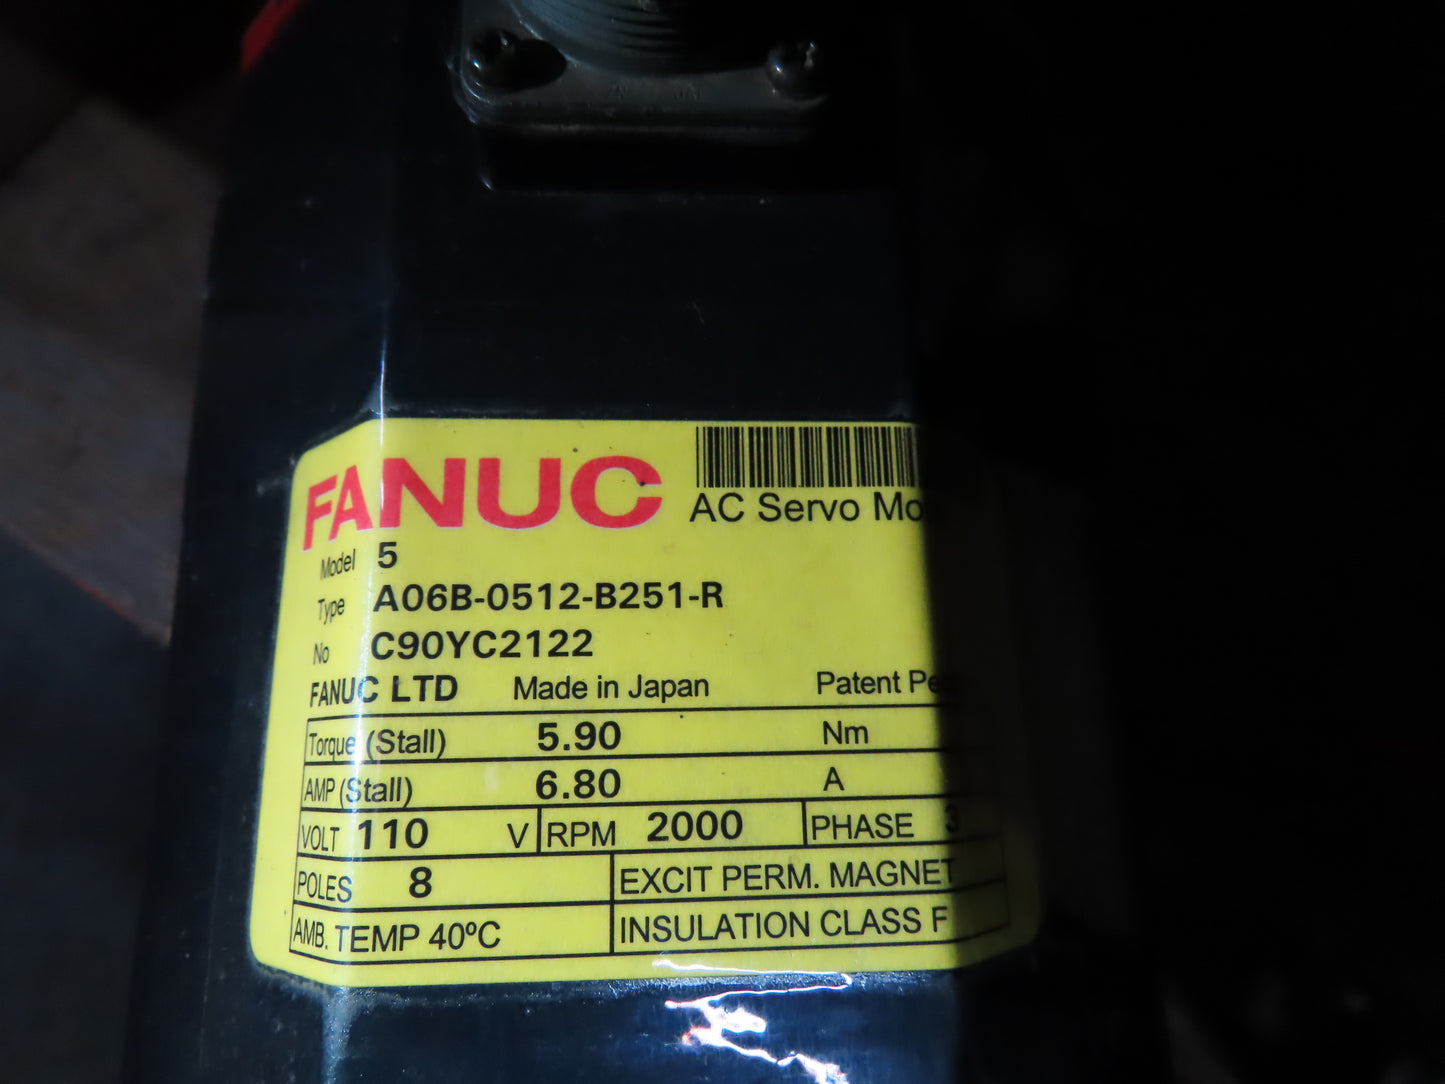 FANUC
AC Servo Mo
Model 5
Type A06B-0512-B251-R
No C90YC2122
FANUC LTD Made in Japan Patent Pe
Torque (Stall) 5.90 Nm
AMP (Stall) 6.80 A
VOLT 110 V RPM 2000 PHASE 3
POLES 8 EXCIT PERM. MAGNET
AMB. TEMP 40ºC INSULATION CLASS F